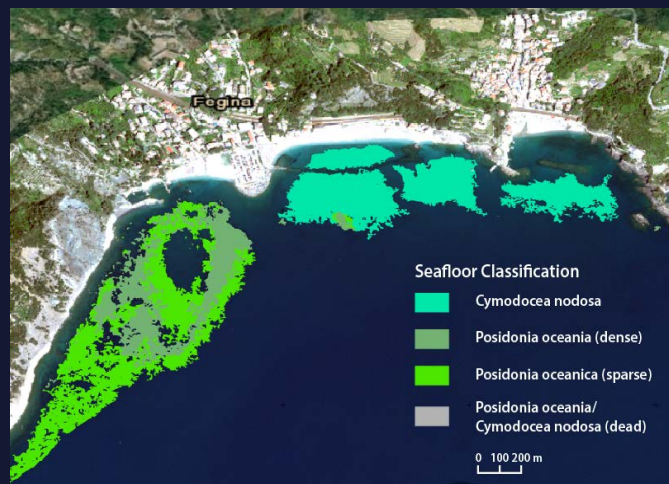 Fegina
Seafloor Classification
Cymodocea nodosa
Posidonia oceania (dense)
Posidonia oceanica (sparse)
Posidonia oceania/
Cymodocea nodosa (dead)
0 100 200 m